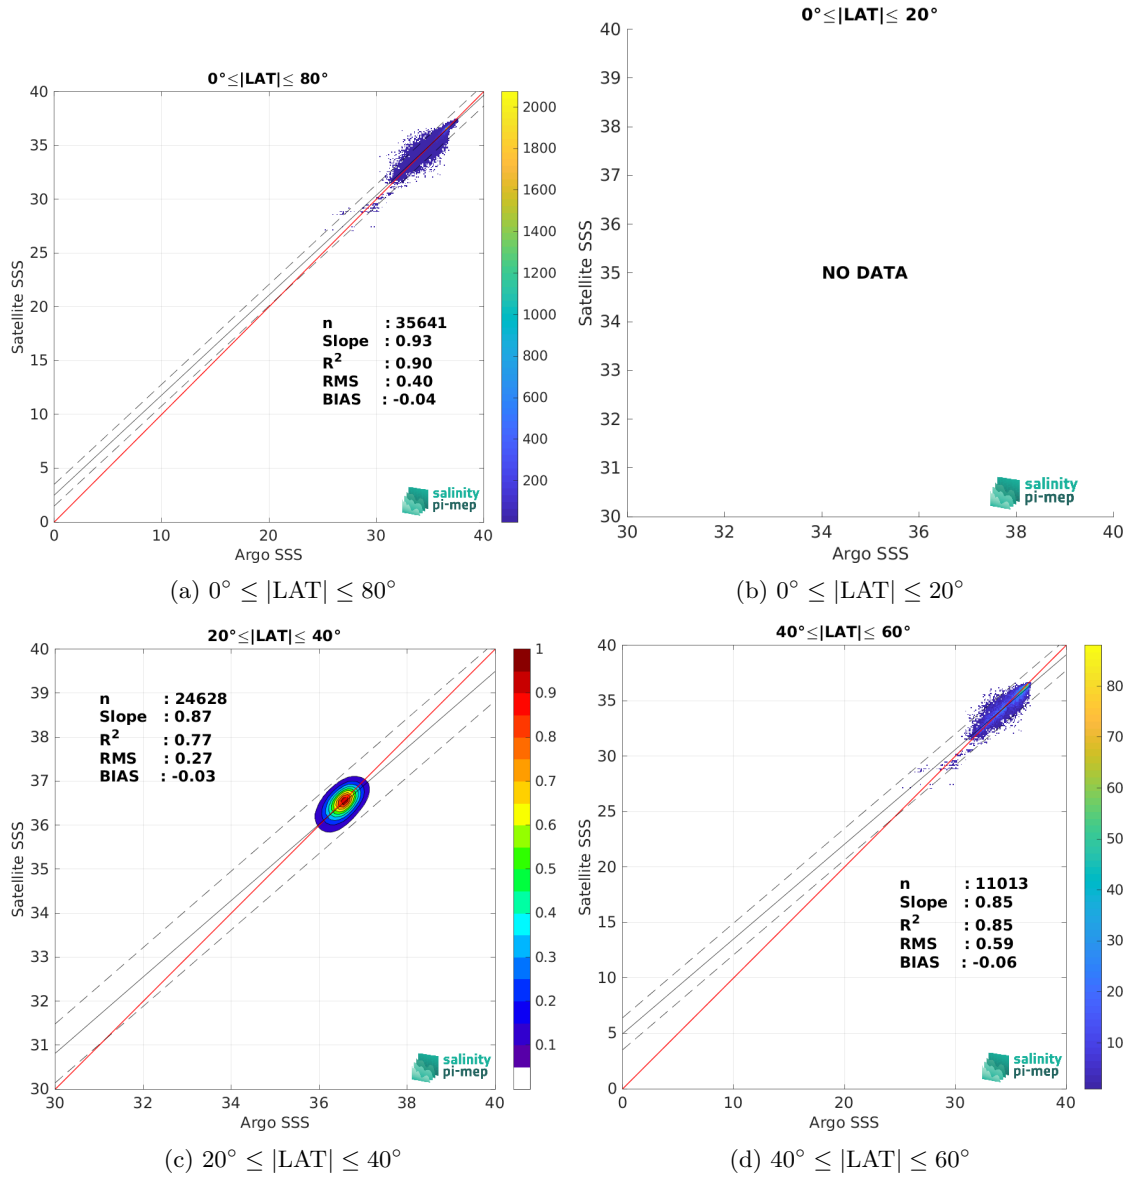 0°≤|LAT|≤ 80°
40
35
30
25
20
15
10
5
0
Satellite SSS
0
10
20
30
40
Argo SSS
2000
1800
1600
1400
1200
1000
800
600
400
200
n : 35641
Slope : 0.93
R2 : 0.90
RMS : 0.40
BIAS : -0.04
salinity
pi-mep
(a) 0° ≤ |LAT| ≤ 80°
0°≤|LAT|≤ 20°
40
39
38
37
36
35
34
33
32
31
30
Satellite SSS
NO DATA
30
32
34
36
38
40
Argo SSS
salinity
pi-mep
(b) 0° ≤ |LAT| ≤ 20°
20°≤|LAT|≤ 40°
40
39
38
37
36
35
34
33
32
31
30
Satellite SSS
n : 24628
Slope : 0.87
R2 : 0.77
RMS : 0.27
BIAS : -0.03
30
32
34
36
38
40
Argo SSS
1
0.9
0.8
0.7
0.6
0.5
0.4
0.3
0.2
0.1
salinity
pi-mep
(c) 20° ≤ |LAT| ≤ 40°
40°≤|LAT|≤ 60°
40
35
30
25
20
15
10
5
0
Satellite SSS
n : 11013
Slope : 0.85
R2 : 0.85
RMS : 0.59
BIAS : -0.06
0
10
20
30
40
Argo SSS
80
70
60
50
40
30
20
10
salinity
pi-mep
(d) 40° ≤ |LAT| ≤ 60°